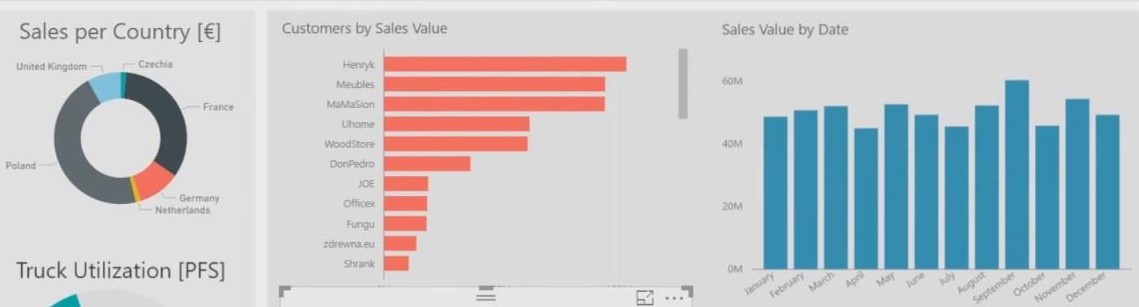 Sales per Country [€]
United Kingdom
Czechia
France
Poland
Germany
Netherlands
Truck Utilization [PFS]
Customers by Sales Value
Henryk
Meubles
MaMaSion
Uhome
WoodStore
DonPedro
JOE
Officex
Fungu
zdrewna.eu
Shrank
Sales Value by Date
60M
40M
20M
0M
January
February
March
April
May
June
July
August
September
October
November
December